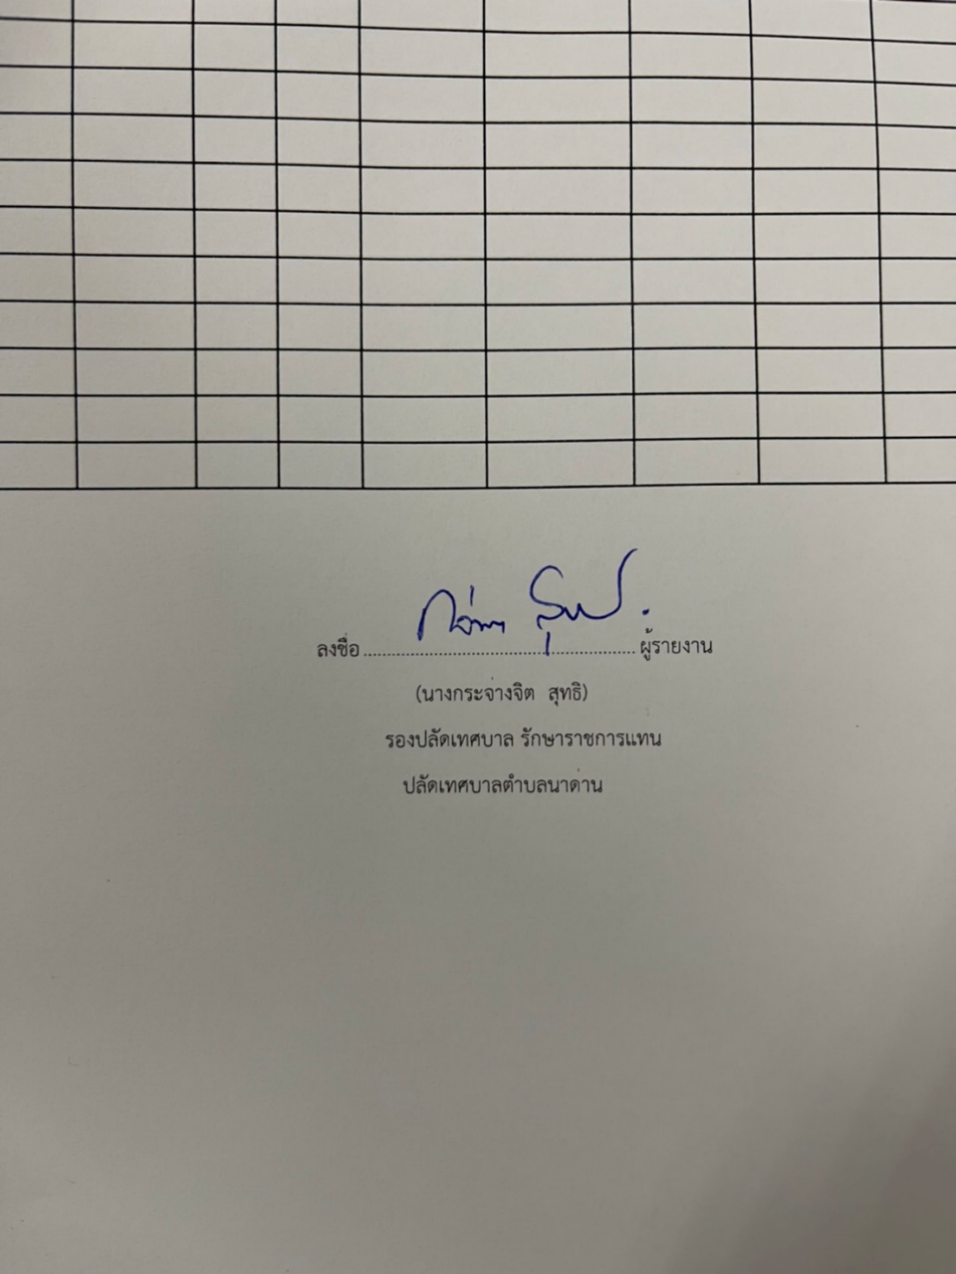 ลงชื่อ ผู้รายงาน
(นางกระจ่างจิต สุทธิ)
รองปลัดเทศบาล รักษาราชการแทน
ปลัดเทศบาลตำบลนาด่าน